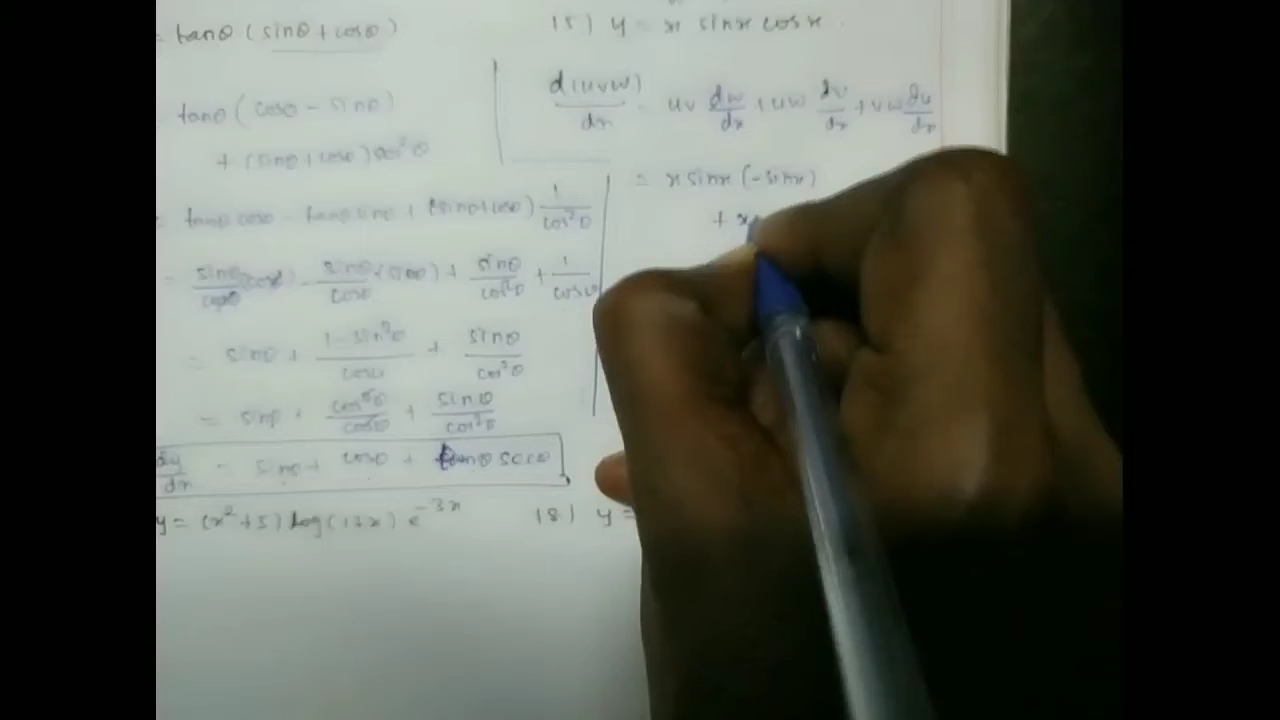 = tanθ (sinθ + cosθ)
tanθ (cosθ - sinθ)
+ (sinθ + cosθ) sec²θ
= tanθ cosθ - tanθ sinθ + (sinθ + cosθ) 1/cos²θ
= sinθ/cosθ (cosθ) - sinθ/cosθ (sinθ) + sinθ/cos²θ + 1/cosθ
= sinθ + 1 - sin²θ/cosθ + sinθ/cos²θ
= sinθ + cos²θ/cosθ + sinθ/cos²θ
dy/dx = sinθ + cosθ + tanθ secθ
y = (x² + 5) log(1+x) e^-3x
15) y = x sinx cosx.
d(uvw)/dx = uv dw/dx + uw dv/dx + vw du/dx
= x sinx (-sinx)
+ x
18) y =